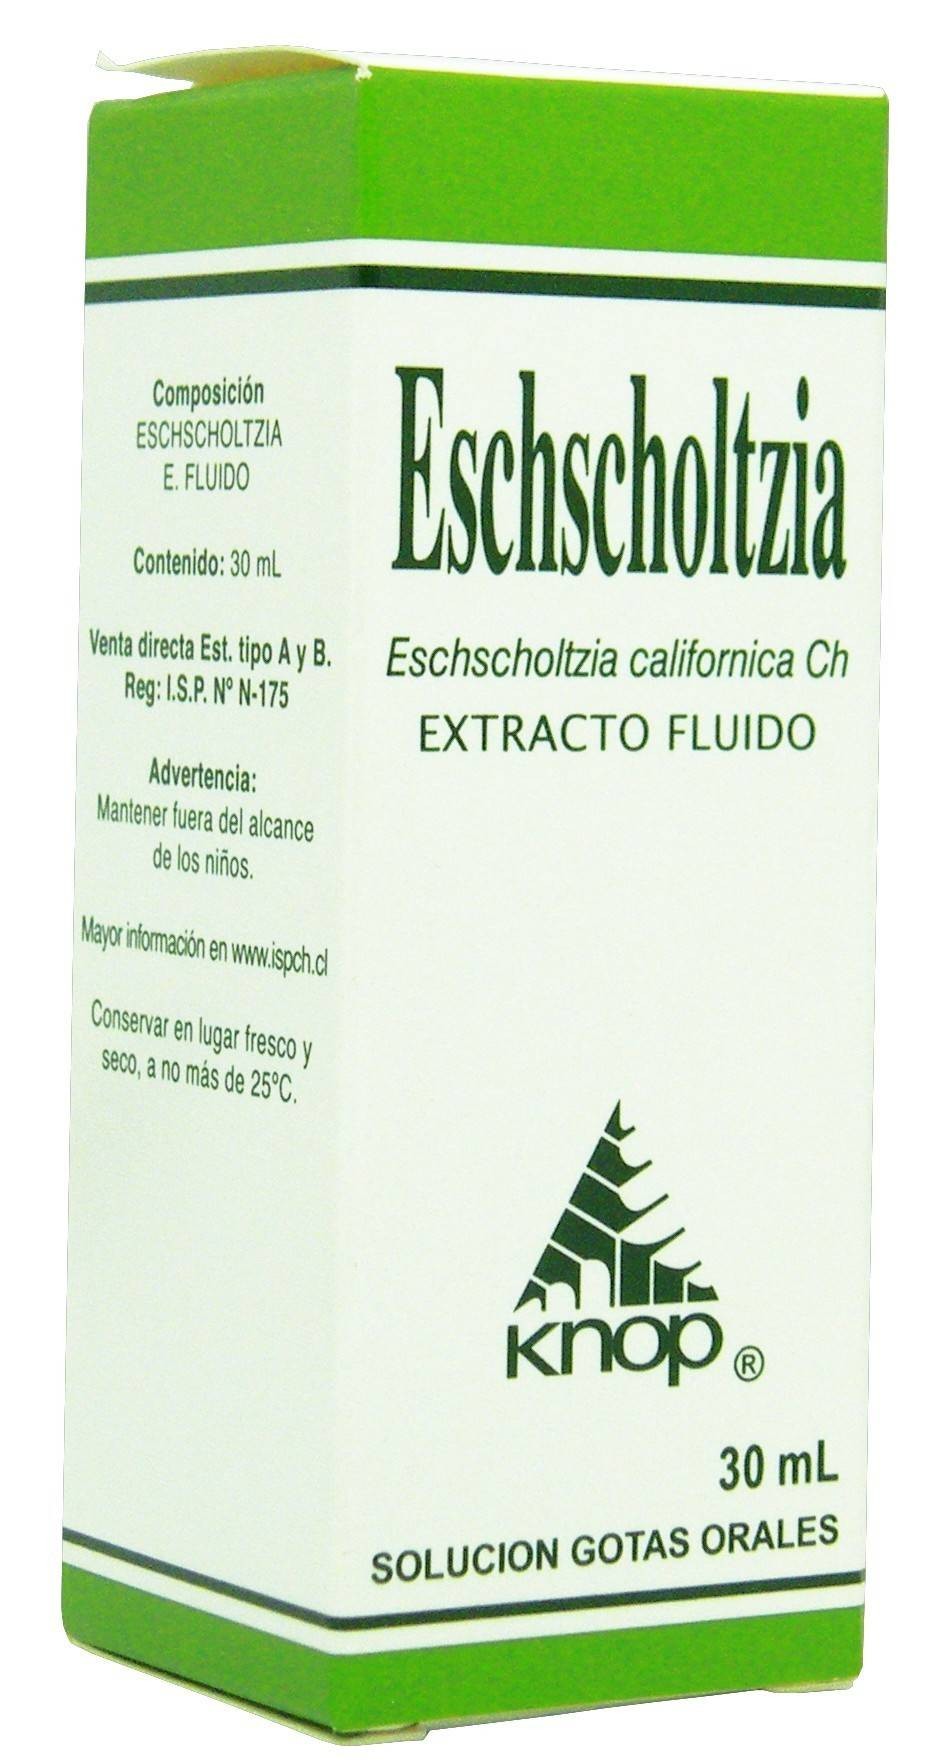 Composición
ESCHSCHOLTZIA
E. FLUIDO
Contenido: 30 mL
Venta directa Est. tipo A y B.
Reg: I.S.P. Nº N-175
Advertencia:
Mantener fuera del alcance
de los niños.
Mayor información en www.ispch.cl
Conservar en lugar fresco y
seco, a no más de 25ºC.
Eschscholtzia
Eschscholtzia californica Ch
EXTRACTO FLUIDO
Knop ®
30 mL
SOLUCION GOTAS ORALES